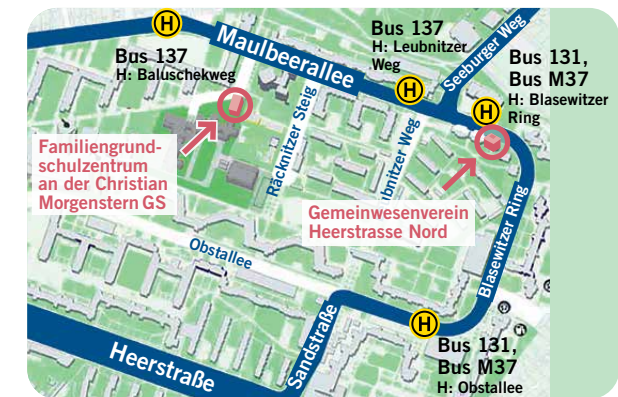 H
Bus 137
H: Baluschekweg
Maulbeerallee
Bus 137
H: Leubnitzer
Weg
H
Seeburger Weg
Bus 131,
Bus M37
H: Blasewitzer
Ring
H
Familiengrund-
schulzentrum
an der Christian
Morgenstern GS
Räcknitzer Steig
ubnitzer Weg
Gemeinwesenverein
Heerstrasse Nord
Blasewitzer Ring
Obstallee
Sandstraße
H
Bus 131,
Bus M37
H: Obstallee
Heerstraße